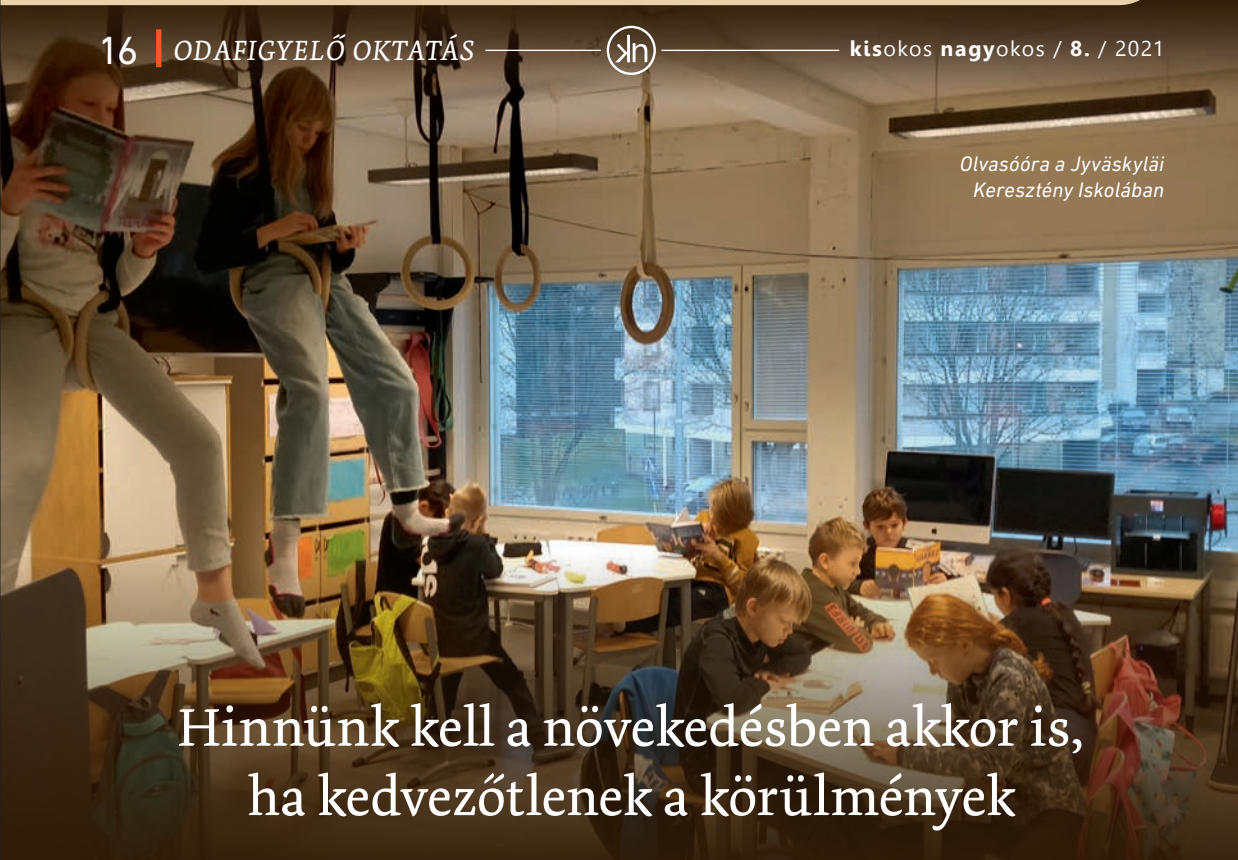 16 | ODAFIGYELŐ OKTATÁS kn kisokos nagyokos / 8. / 2021
Olvasóóra a Jyväskyläi
Keresztény Iskolában
Hinnünk kell a növekedésben akkor is,
ha kedvezőtlenek a körülmények